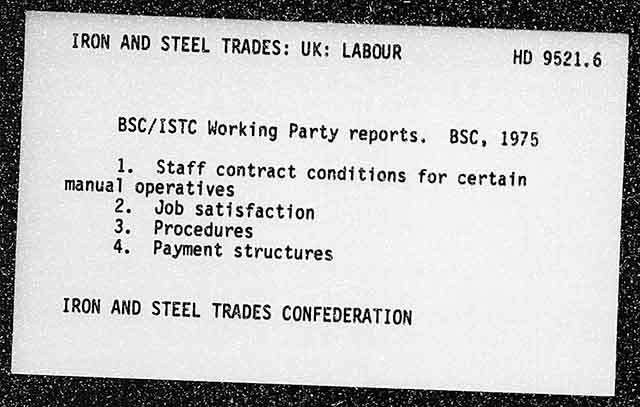 IRON AND STEEL TRADES: UK: LABOUR HD 9521.6
BSC/ISTC Working Party reports. BSC, 1975
1. Staff contract conditions for certain
manual operatives
2. Job satisfaction
3. Procedures
4. Payment structures
IRON AND STEEL TRADES CONFEDERATION